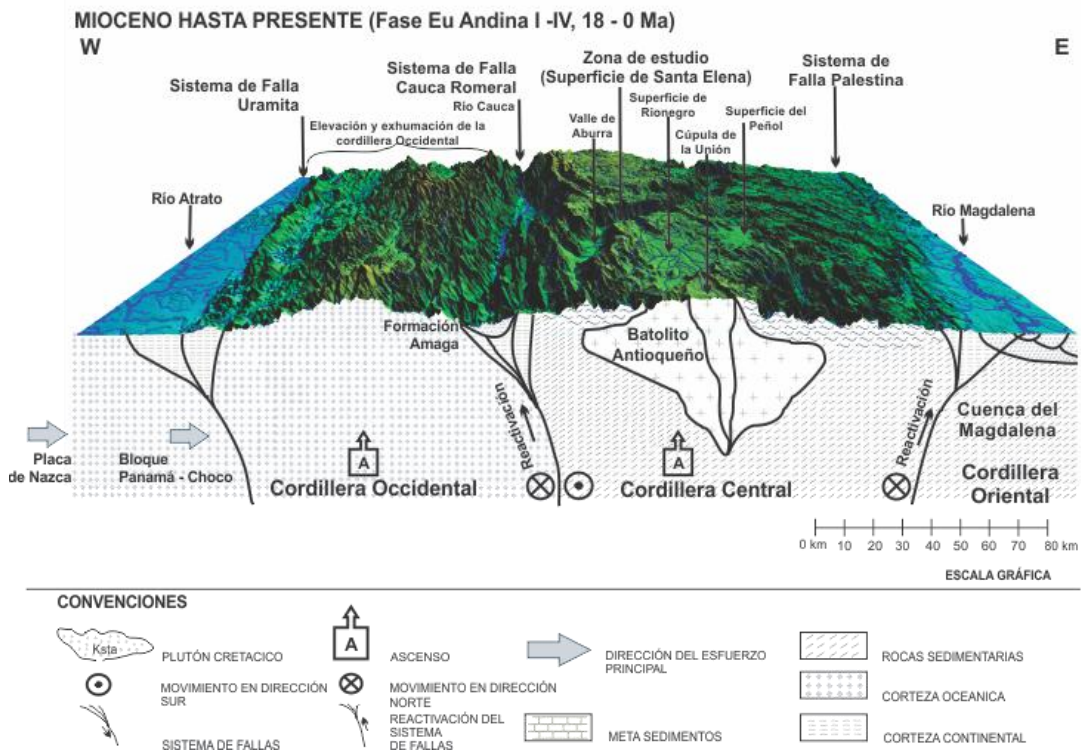 MIOCENO HASTA PRESENTE (Fase Eu Andina I -IV, 18 - 0 Ma)
W
E
Sistema de Falla
Uramita
Sistema de Falla
Cauca Romeral
Río Cauca
Zona de estudio
(Superficie de Santa Elena)
Sistema de
Falla Palestina
Elevación y exhumación de la
cordillera Occidental
Valle de
Aburra
Superficie de
Rionegro
Cúpula de
la Unión
Superficie del
Peñol
Río Atrato
Río Magdalena
Formación
Amaga
Batolito
Antioqueño
Reactivación
Reactivación
Cuenca del
Magdalena
Placa
de Nazca
Bloque
Panamá - Choco
A
A
Cordillera Occidental
Cordillera Central
Cordillera
Oriental
0 km 10 20 30 40 50 60 70 80 km
ESCALA GRÁFICA
CONVENCIONES
Ksta
PLUTÓN CRETACICO
A
ASCENSO
DIRECCIÓN DEL ESFUERZO
PRINCIPAL
ROCAS SEDIMENTARIAS
MOVIMIENTO EN DIRECCIÓN
SUR
MOVIMIENTO EN DIRECCIÓN
NORTE
CORTEZA OCEANICA
SISTEMA DE FALLAS
REACTIVACIÓN DEL
SISTEMA
DE FALLAS
META SEDIMENTOS
CORTEZA CONTINENTAL